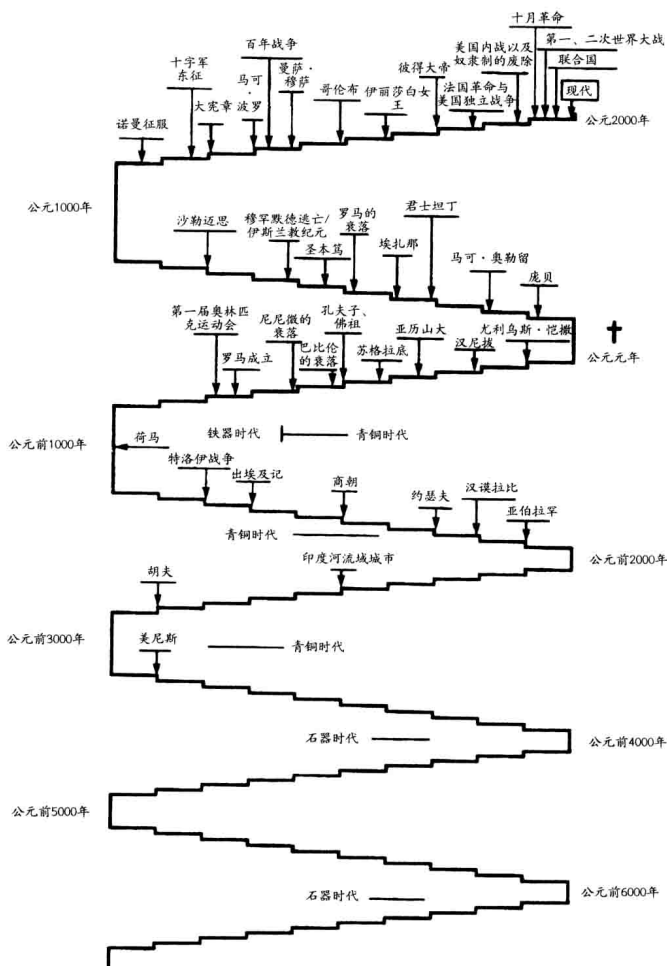 十月革命
美国内战以及
奴隶制的废除
第一、二次世界大战
百年战争
曼萨·
穆萨
彼得大帝
联合国
十字军
东征
马可
·
波罗
哥伦布
伊丽莎白女
王
法国革命与
美国独立战争
现代
大宪章
诺曼征服
公元2000年
公元1000年
沙勒迈思
穆罕默德逃亡/
伊斯兰教纪元
圣本笃
罗马的
衰落
埃扎那
君士坦丁
马可·奥勒留
庞贝
第一届奥林匹
克运动会
罗马成立
尼尼微的
衰落
巴比伦
的衰落
孔夫子、
佛祖
苏格拉底
亚历山大
汉尼拔
尤利乌斯·恺撒
公元元年
公元前1000年
荷马
铁器时代
青铜时代
特洛伊战争
出埃及记
商朝
约瑟夫
汉谟拉比
亚伯拉罕
青铜时代
公元前2000年
印度河流域城市
胡夫
公元前3000年
美尼斯
青铜时代
石器时代
公元前4000年
公元前5000年
石器时代
公元前6000年